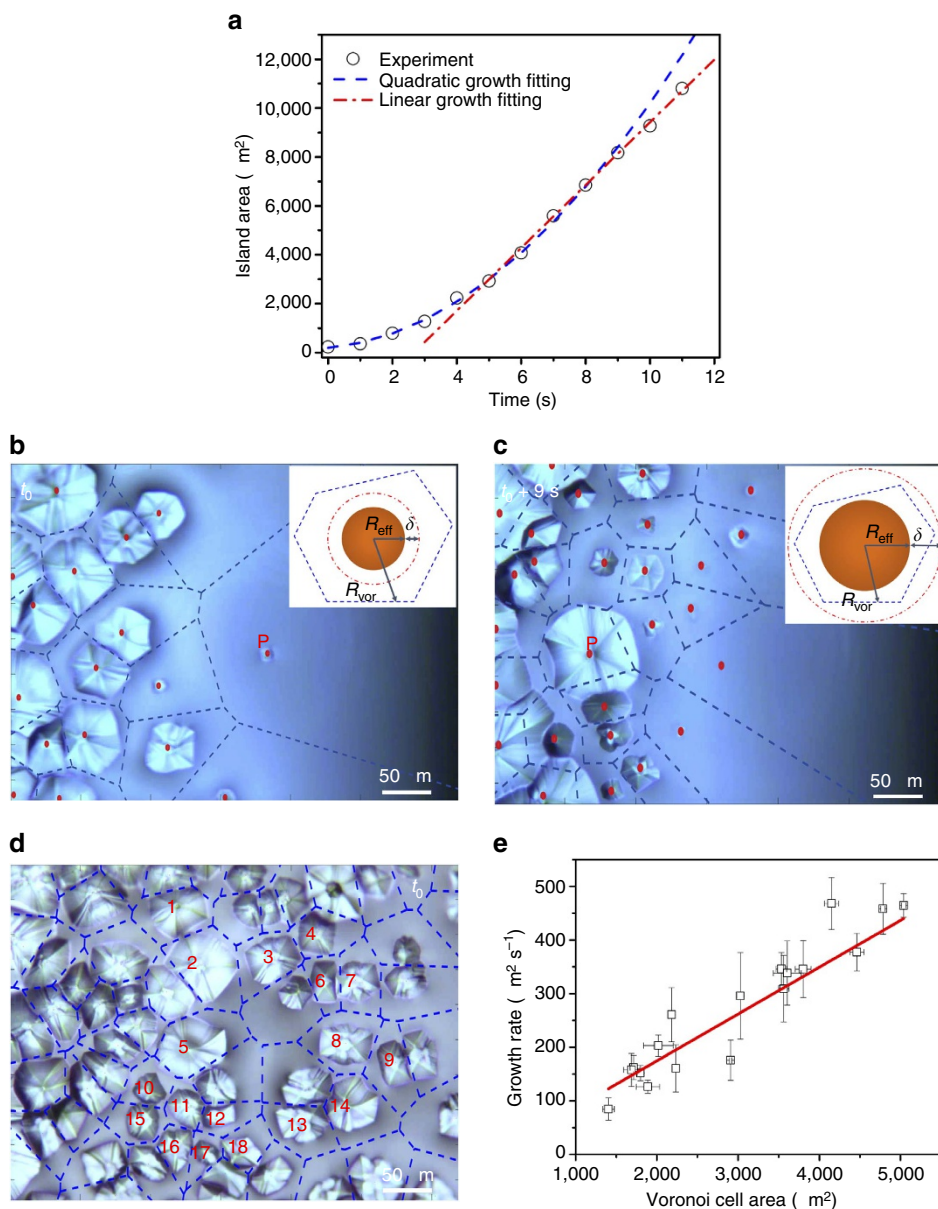 a
12,000
10,000
8,000
6,000
4,000
2,000
0
Island area ( m²)
Experiment
Quadratic growth fitting
Linear growth fitting
0 2 4 6 8 10 12
Time (s)
b
t₀
R_eff δ
R_vor
P
50 m
c
t₀ + 9 s
R_eff δ
R_vor
P
50 m
d
t₀
1
2
3
4
5
6
7
8
9
10
11
12
13
14
15
16
17
18
50 m
e
500
400
300
200
100
0
Growth rate ( m² s⁻¹)
1,000 2,000 3,000 4,000 5,000
Voronoi cell area ( m²)